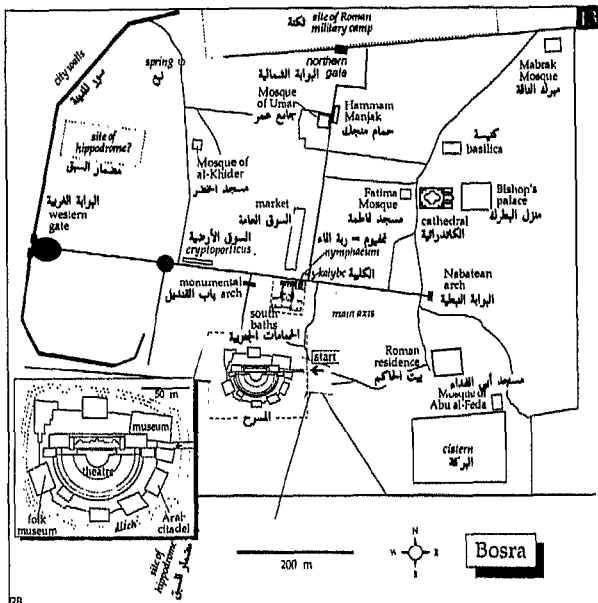 site of Roman
military camp
ثكنة
city walls
سور المدينة
spring
northern
gate
البوابة الشمالية
Mabrak
Mosque
مبرك الناقة
Mosque
of Umar
جامع عمر
Hammam
Manjak
حمام منجك
site of
hippodrome?
مضمار السبق
Mosque of
al-Khider
مسجد الخضر
كنيسة
basilica
البوابة الغربية
western
gate
market
السوق العامة
Fatima
Mosque
مسجد فاطمة
cathedral
الكاتدرائية
Bishop's
palace
منزل البطرك
السوق الأرضية
cryptoporticus
nymphaeum
kalybe
الكليبة
monumental
arch
باب القنديل
Nabatean
arch
البوابة النبطية
south
baths
الحمامات الجنوبية
main axis
start
Roman
residence
بيت الحاكم
مسجد أبي الفداء
Mosque of
Abu al-Feda
المسرح
cistern
البركة
50 m
museum
theatre
folk
museum
ditch
Arab
citadel
site of
hippodrome
مضمار السبق
200 m
N
W
E
S
Bosra